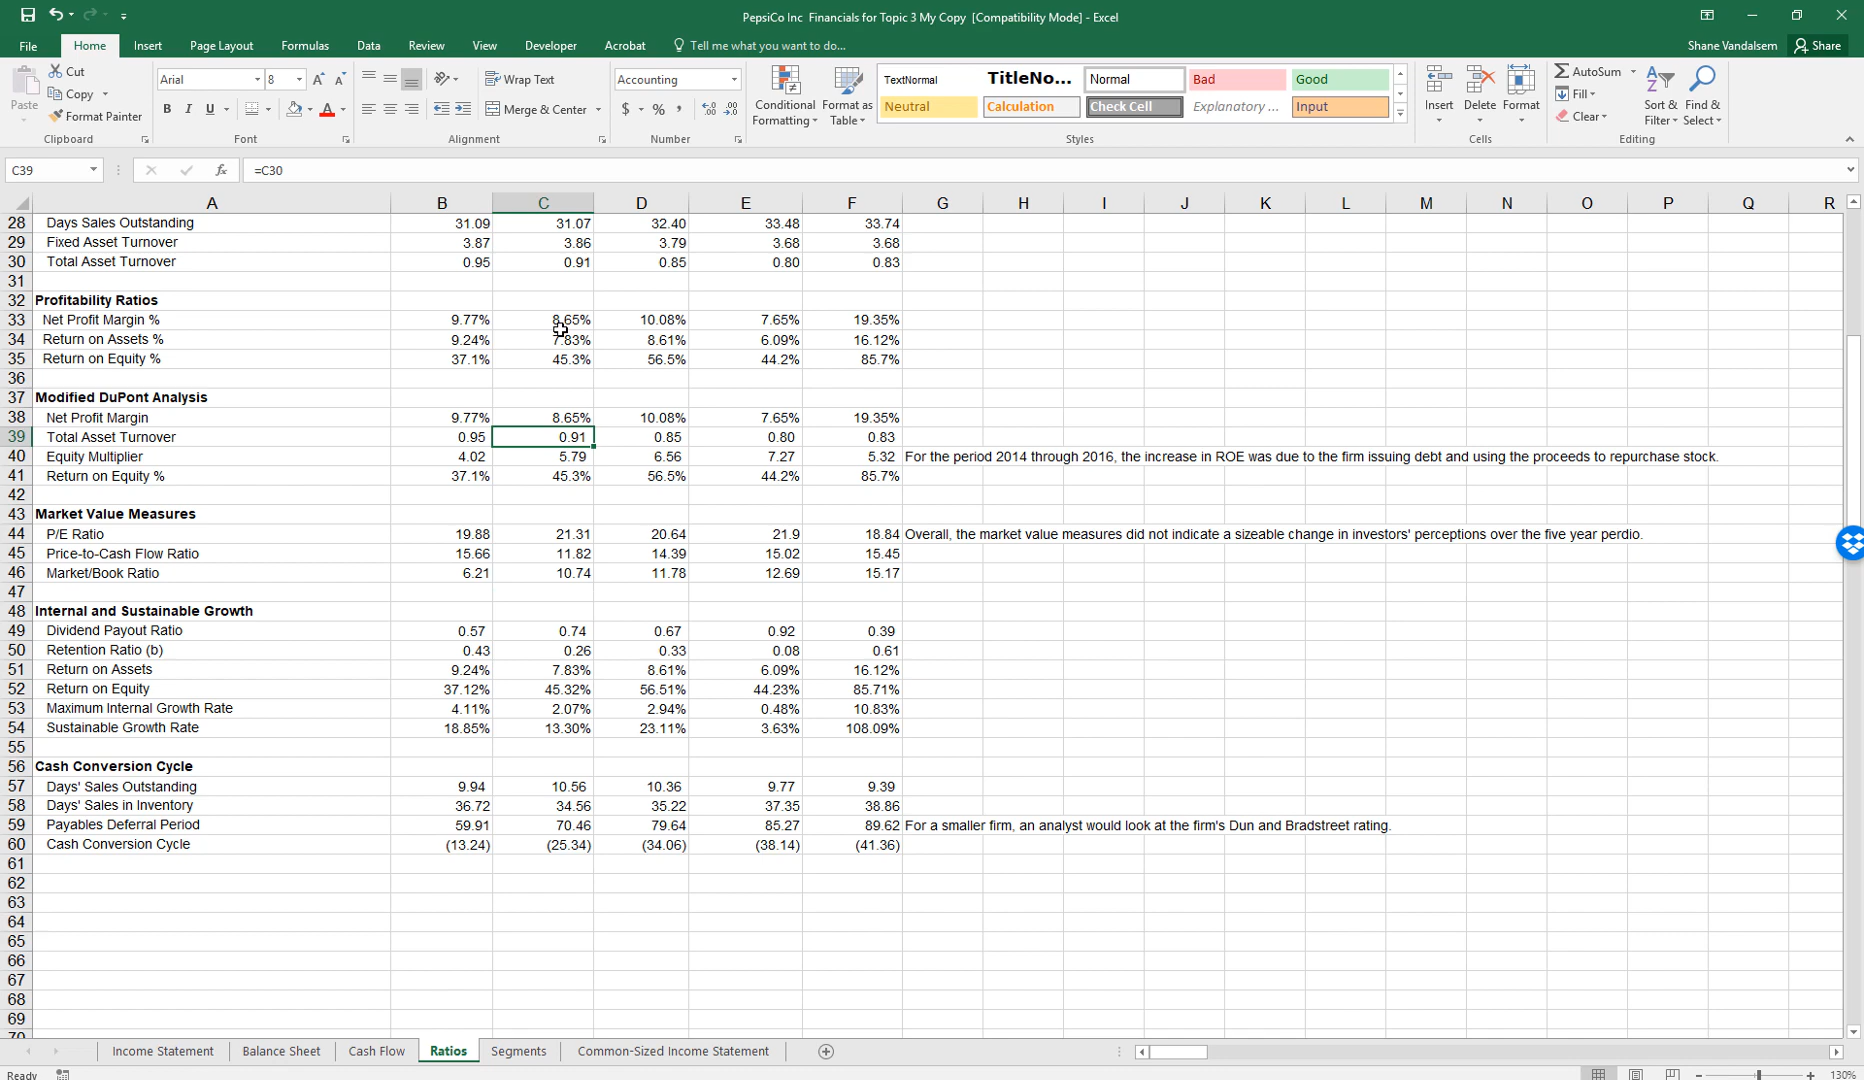 PepsiCo Inc  Financials for Topic 3 My Copy  [Compatibility Mode] - Excel
File Home Insert Page Layout Formulas Data Review View Developer Acrobat Tell me what you want to do... Shane Vandalsem Share
Paste Cut Copy Format Painter Clipboard
Arial 8 B I U A Font
Wrap Text Merge & Center Alignment
Accounting $ % , Number
Conditional Formatting Format as Table
TextNormal TitleNo... Normal Bad Good
Neutral Calculation Check Cell Explanatory ... Input
Styles
Insert Delete Format Cells
AutoSum Fill Clear Sort & Filter Find & Select Editing
C39 fx =C30
A B C D E F G H I J K L M N O P Q R
28 Days Sales Outstanding 31.09 31.07 32.40 33.48 33.74
29 Fixed Asset Turnover 3.87 3.86 3.79 3.68 3.68
30 Total Asset Turnover 0.95 0.91 0.85 0.80 0.83
31
32 Profitability Ratios
33 Net Profit Margin % 9.77% 8.65% 10.08% 7.65% 19.35%
34 Return on Assets % 9.24% 7.83% 8.61% 6.09% 16.12%
35 Return on Equity % 37.1% 45.3% 56.5% 44.2% 85.7%
36
37 Modified DuPont Analysis
38 Net Profit Margin 9.77% 8.65% 10.08% 7.65% 19.35%
39 Total Asset Turnover 0.95 0.91 0.85 0.80 0.83
40 Equity Multiplier 4.02 5.79 6.56 7.27 5.32 For the period 2014 through 2016, the increase in ROE was due to the firm issuing debt and using the proceeds to repurchase stock.
41 Return on Equity % 37.1% 45.3% 56.5% 44.2% 85.7%
42
43 Market Value Measures
44 P/E Ratio 19.88 21.31 20.64 21.9 18.84 Overall, the market value measures did not indicate a sizeable change in investors' perceptions over the five year perdio.
45 Price-to-Cash Flow Ratio 15.66 11.82 14.39 15.02 15.45
46 Market/Book Ratio 6.21 10.74 11.78 12.69 15.17
47
48 Internal and Sustainable Growth
49 Dividend Payout Ratio 0.57 0.74 0.67 0.92 0.39
50 Retention Ratio (b) 0.43 0.26 0.33 0.08 0.61
51 Return on Assets 9.24% 7.83% 8.61% 6.09% 16.12%
52 Return on Equity 37.12% 45.32% 56.51% 44.23% 85.71%
53 Maximum Internal Growth Rate 4.11% 2.07% 2.94% 0.48% 10.83%
54 Sustainable Growth Rate 18.85% 13.30% 23.11% 3.63% 108.09%
55
56 Cash Conversion Cycle
57 Days' Sales Outstanding 9.94 10.56 10.36 9.77 9.39
58 Days' Sales in Inventory 36.72 34.56 35.22 37.35 38.86
59 Payables Deferral Period 59.91 70.46 79.64 85.27 89.62 For a smaller firm, an analyst would look at the firm's Dun and Bradstreet rating.
60 Cash Conversion Cycle (13.24) (25.34) (34.06) (38.14) (41.36)
61
62
63
64
65
66
67
68
69
70
Income Statement Balance Sheet Cash Flow Ratios Segments Common-Sized Income Statement
Ready 130%